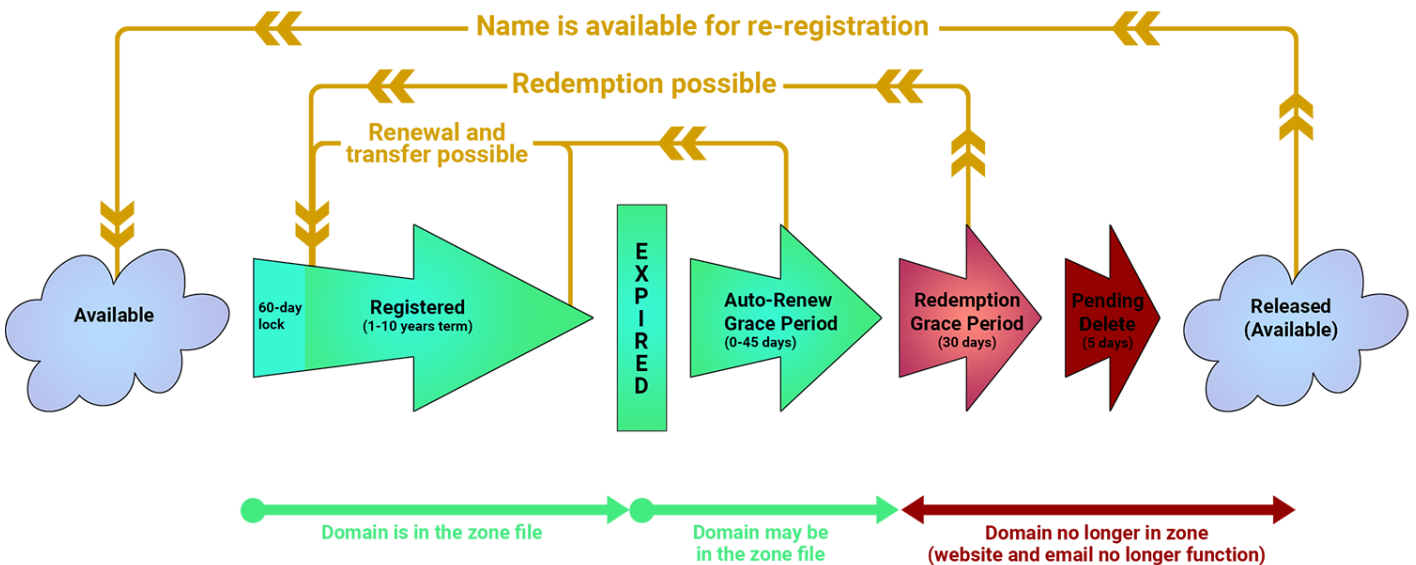 Name is available for re-registration
Redemption possible
Renewal and
transfer possible
Available
60-day
lock
Registered
(1-10 years term)
EXPIRED
Auto-Renew
Grace Period
(0-45 days)
Redemption
Grace Period
(30 days)
Pending
Delete
(5 days)
Released
(Available)
Domain is in the zone file
Domain may be
in the zone file
Domain no longer in zone
(website and email no longer function)